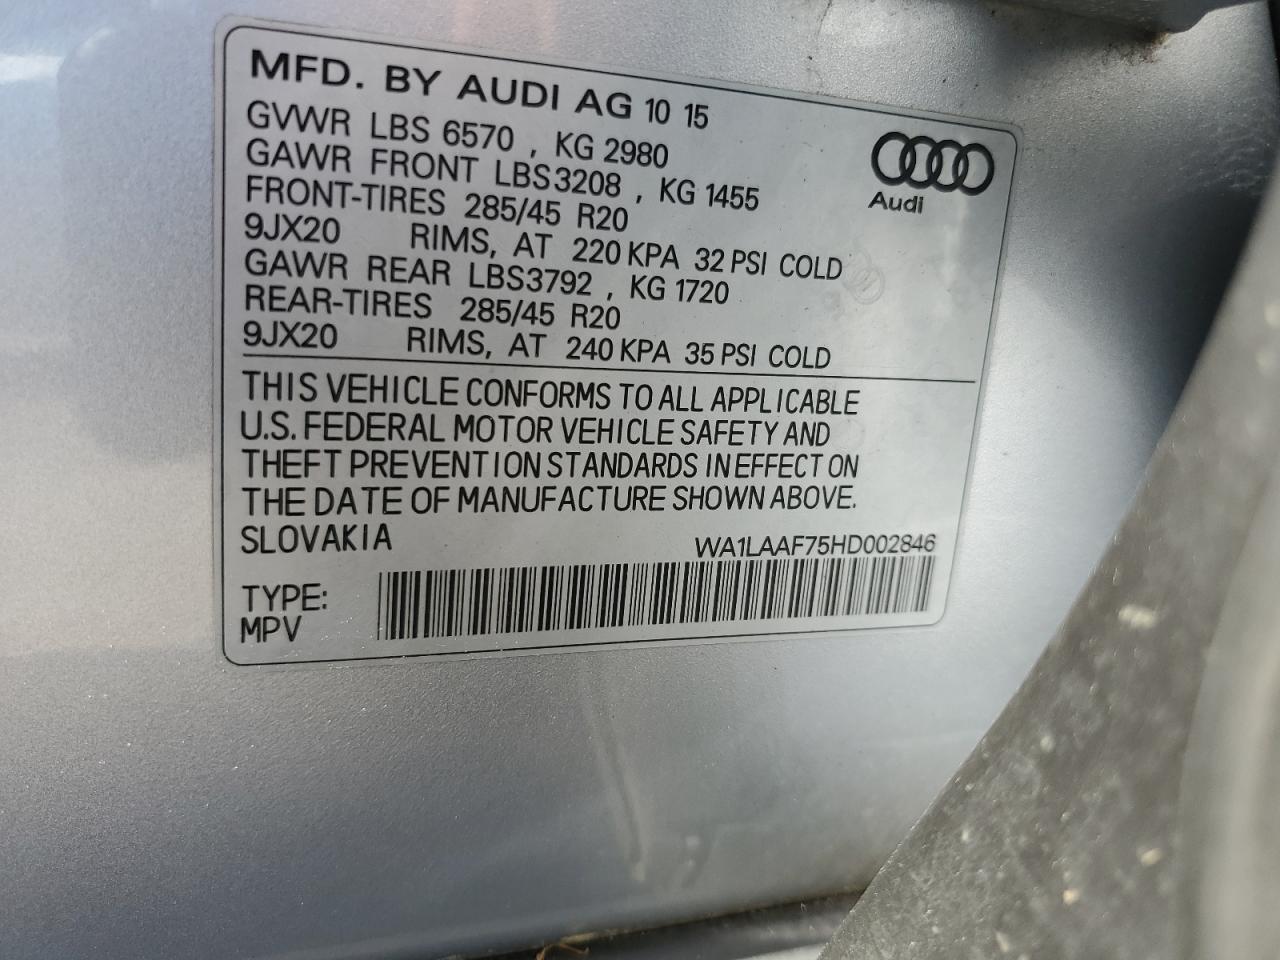 MFD. BY AUDI AG 10 15
GVWR LBS 6570 , KG 2980
GAWR FRONT LBS3208 , KG 1455
FRONT-TIRES 285/45 R20
9JX20 RIMS, AT 220 KPA 32 PSI COLD
GAWR REAR LBS3792 , KG 1720
REAR-TIRES 285/45 R20
9JX20 RIMS, AT 240 KPA 35 PSI COLD
Audi
THIS VEHICLE CONFORMS TO ALL APPLICABLE
U.S. FEDERAL MOTOR VEHICLE SAFETY AND
THEFT PREVENTION STANDARDS IN EFFECT ON
THE DATE OF MANUFACTURE SHOWN ABOVE.
SLOVAKIA WA1LAAF75HD002846
TYPE:
MPV